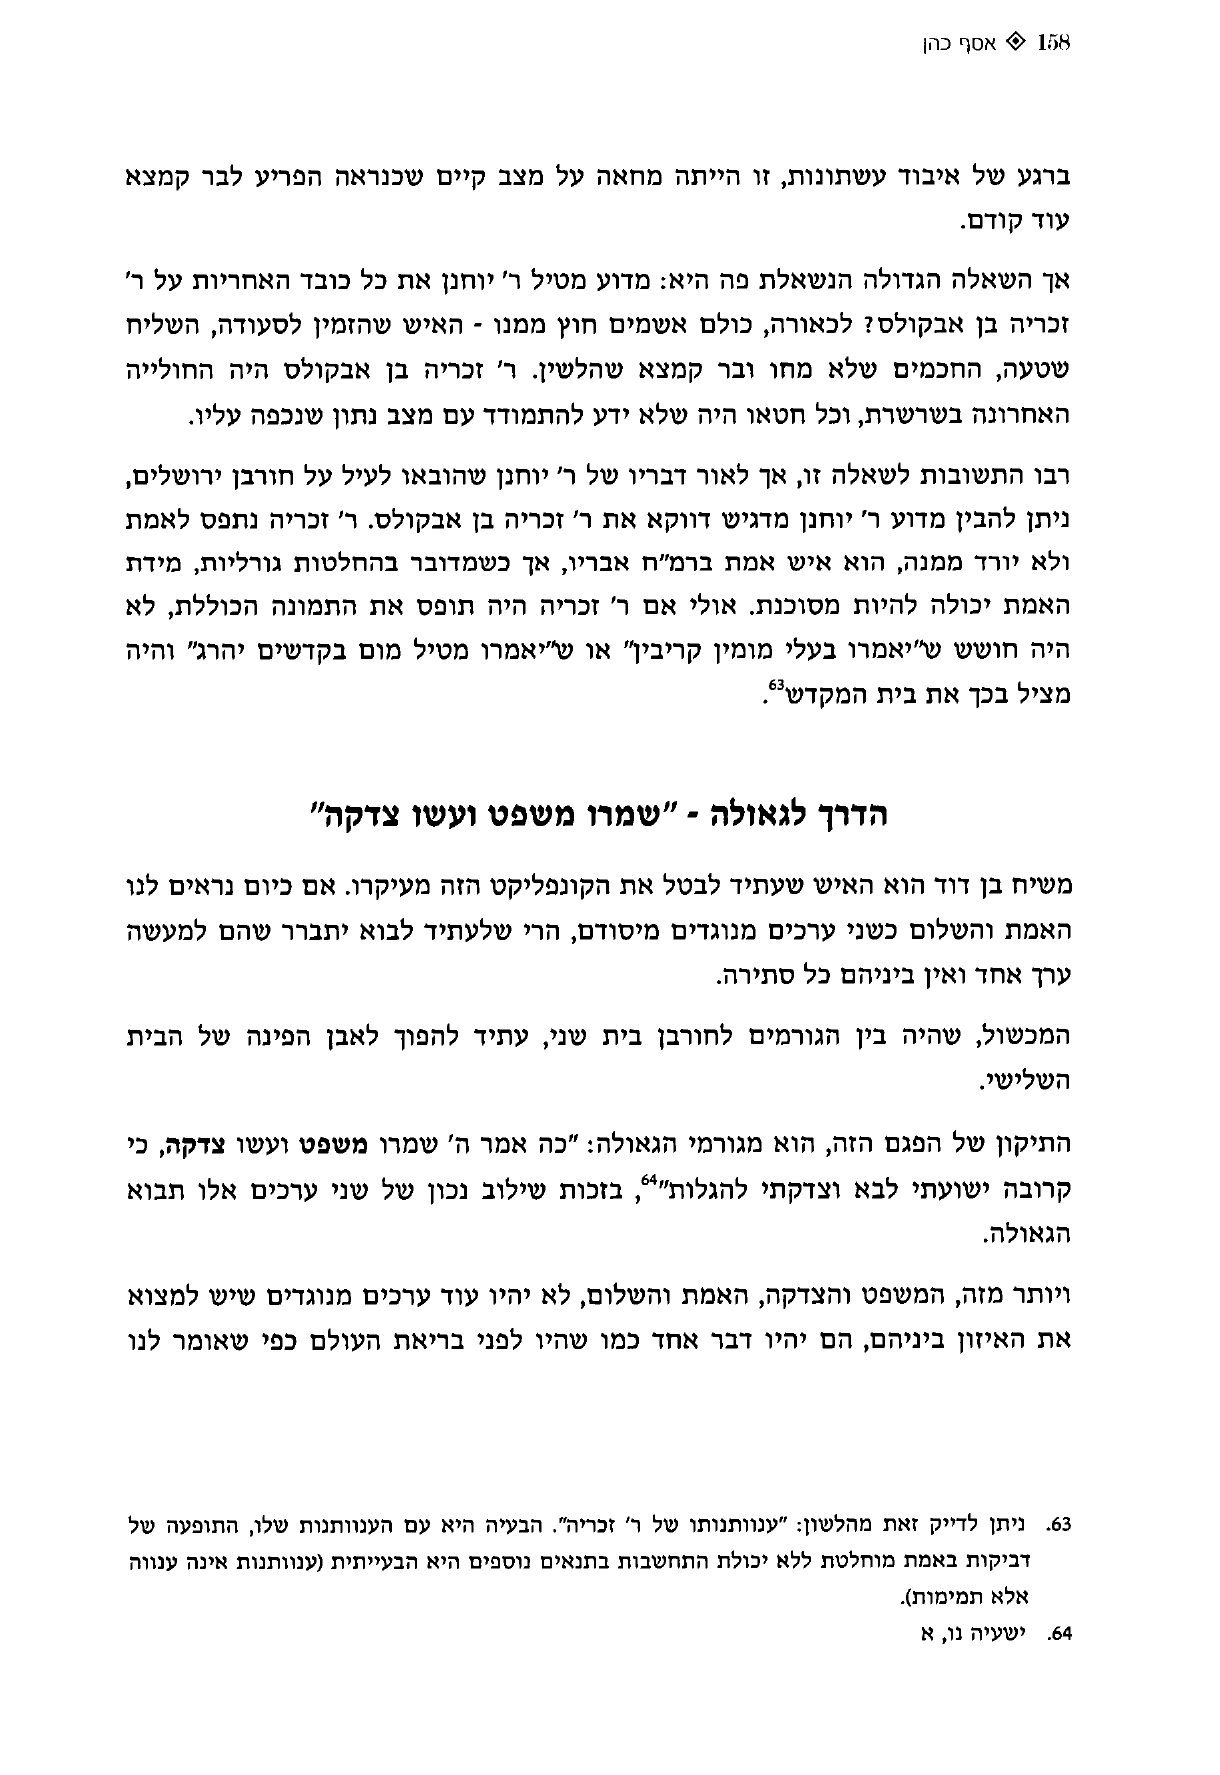 158 ◈ אסף כהן
ברגע של איבוד עשתונות, זו הייתה מחאה על מצב קיים שכנראה הפריע לבר קמצא
עוד קודם.
אך השאלה הגדולה הנשאלת פה היא: מדוע מטיל ר' יוחנן את כל כובד האחריות על ר'
זכריה בן אבקולס? לכאורה, כולם אשמים חוץ ממנו - האיש שהזמין לסעודה, השליח
שטעה, החכמים שלא מחו ובר קמצא שהלשין. ר' זכריה בן אבקולס היה החולייה
האחרונה בשרשרת, וכל חטאו היה שלא ידע להתמודד עם מצב נתון שנכפה עליו.
רבו התשובות לשאלה זו, אך לאור דבריו של ר' יוחנן שהובאו לעיל על חורבן ירושלים,
ניתן להבין מדוע ר' יוחנן מדגיש דווקא את ר' זכריה בן אבקולס. ר' זכריה נתפס לאמת
ולא יורד ממנה, הוא איש אמת ברמ"ח אבריו, אך כשמדובר בהחלטות גורליות, מידת
האמת יכולה להיות מסוכנת. אולי אם ר' זכריה היה תופס את התמונה הכוללת, לא
היה חושש ש"יאמרו בעלי מומין קריבין" או ש"יאמרו מטיל מום בקדשים יהרג" והיה
מציל בכך את בית המקדש63.
הדרך לגאולה - "שמרו משפט ועשו צדקה"
משיח בן דוד הוא האיש שעתיד לבטל את הקונפליקט הזה מעיקרו. אם כיום נראים לנו
האמת והשלום כשני ערכים מנוגדים מיסודם, הרי שלעתיד לבוא יתברר שהם למעשה
ערך אחד ואין ביניהם כל סתירה.
המכשול, שהיה בין הגורמים לחורבן בית שני, עתיד להפוך לאבן הפינה של הבית
השלישי.
התיקון של הפגם הזה, הוא מגורמי הגאולה: "כה אמר ה' שמרו משפט ועשו צדקה, כי
קרובה ישועתי לבא וצדקתי להגלות"64, בזכות שילוב נכון של שני ערכים אלו תבוא
הגאולה.
ויותר מזה, המשפט והצדקה, האמת והשלום, לא יהיו עוד ערכים מנוגדים שיש למצוא
את האיזון ביניהם, הם יהיו דבר אחד כמו שהיו לפני בריאת העולם כפי שאומר לנו
63. ניתן לדייק זאת מהלשון: "ענוותנותו של ר' זכריה". הבעיה היא עם הענוותנות שלו, התופעה של
דביקות באמת מוחלטת ללא יכולת התחשבות בתנאים נוספים היא הבעייתית (ענוותנות אינה ענווה
אלא תמימות).
64. ישעיה נו, א